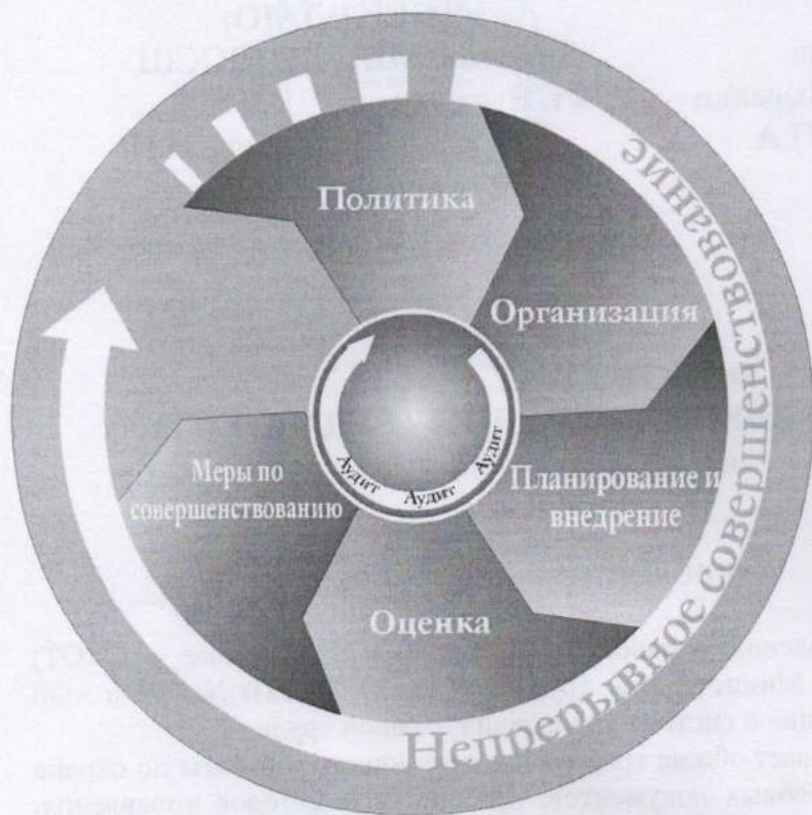 Политика
Организация
Планирование и
внедрение
Оценка
Меры по
совершенствованию
Аудит
Аудит
Аудит
Непрерывное совершенствование